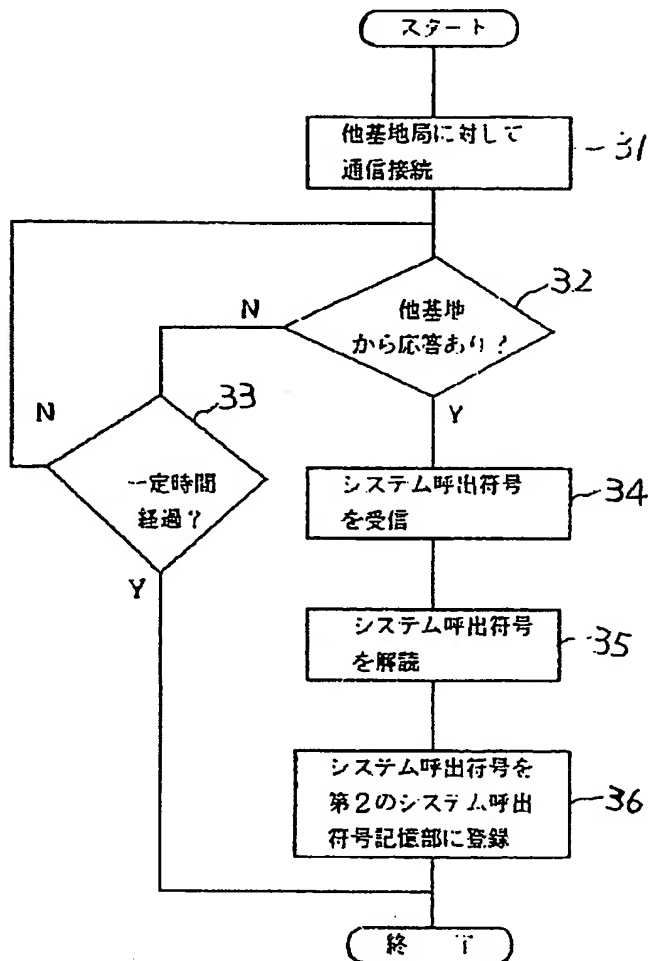 スタート
他基地局に対して
通信接続
31
他基地
から応答あり？
32
N
Y
一定時間
経過？
33
N
Y
システム呼出符号
を受信
34
システム呼出符号
を解読
35
システム呼出符号を
第2のシステム呼出
符号記憶部に登録
36
終 了